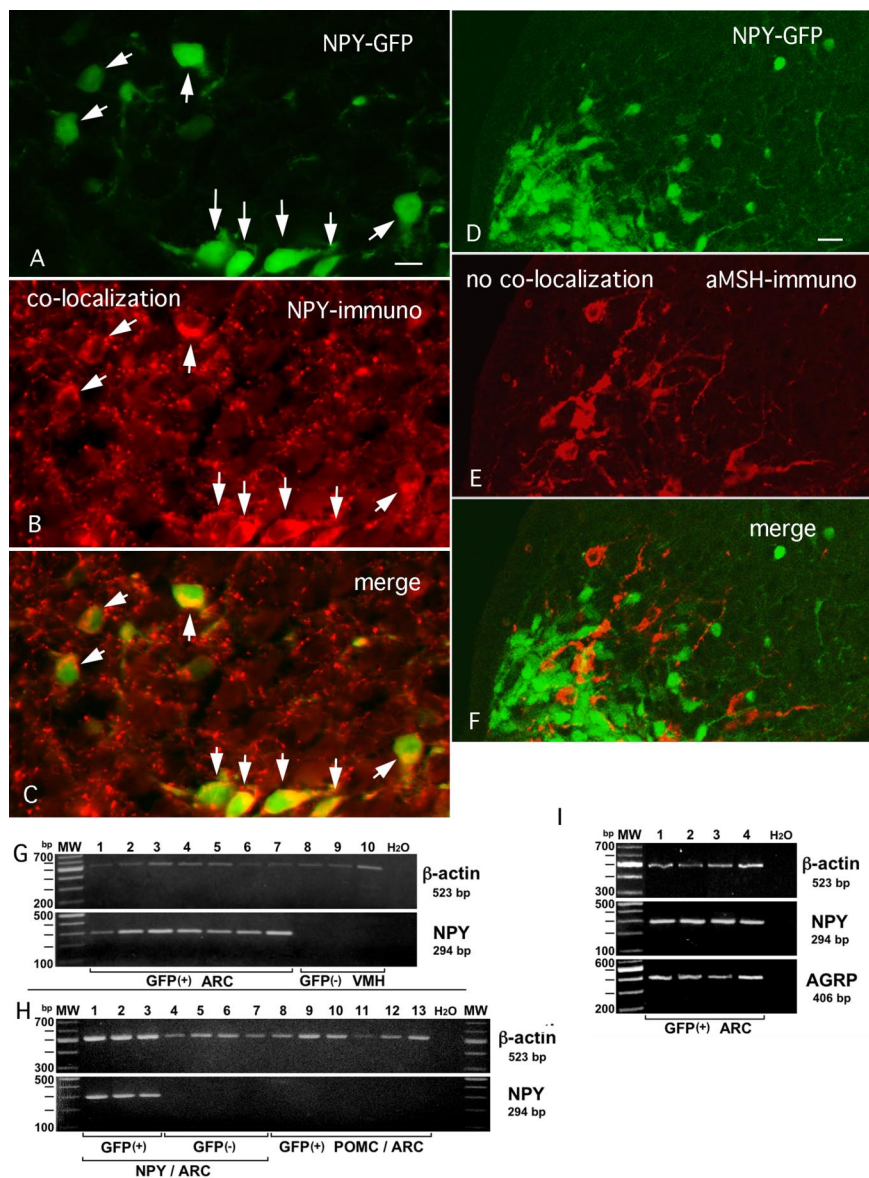 NPY-GFP
A
co-localization
NPY-immuno
B
merge
C
NPY-GFP
D
no co-localization aMSH-immuno
E
merge
F
G
bp
MW 1 2 3 4 5 6 7 8 9 10 H2O
700
200
β-actin
523 bp
500
100
NPY
294 bp
GFP(+) ARC GFP(-) VMH
H
bp
MW 1 2 3 4 5 6 7 8 9 10 11 12 13 H2O MW
700
300
β-actin
523 bp
500
100
NPY
294 bp
GFP(+) GFP(-) GFP(+) POMC / ARC
NPY / ARC
I
bp
MW 1 2 3 4 H2O
700
300
β-actin
523 bp
500
100
NPY
294 bp
600
200
AGRP
406 bp
GFP(+) ARC